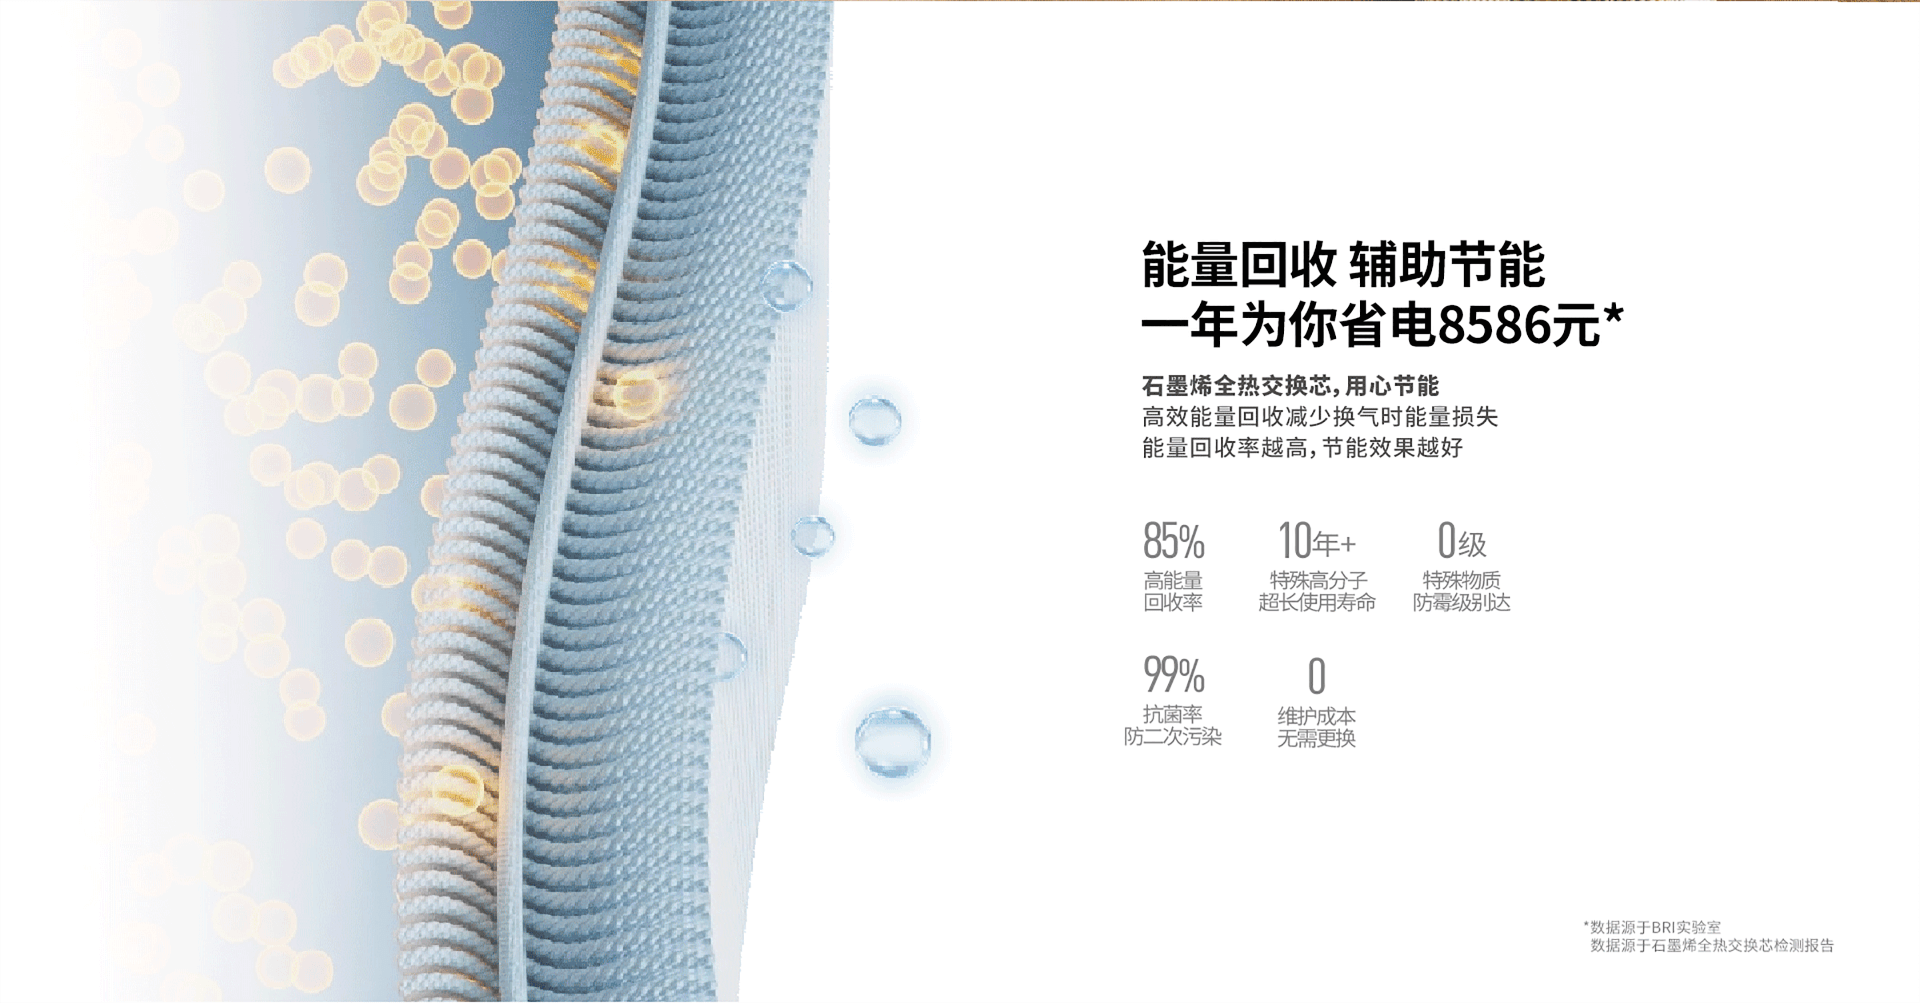 能量回收 辅助节能
一年为你省电8586元*
石墨烯全热交换芯，用心节能
高效能量回收减少换气时能量损失
能量回收率越高，节能效果越好
85%
高能量
回收率
10年+
特殊高分子
超长使用寿命
0级
特殊物质
防霉级别达
99%
抗菌率
防二次污染
0
维护成本
无需更换
*数据源于BRI实验室
数据源于石墨烯全热交换芯检测报告